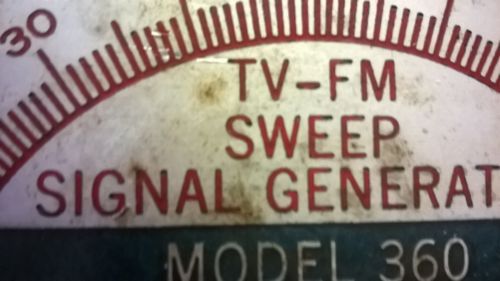 30
TV-FM
SWEEP
SIGNAL GENERAT
MODEL 360